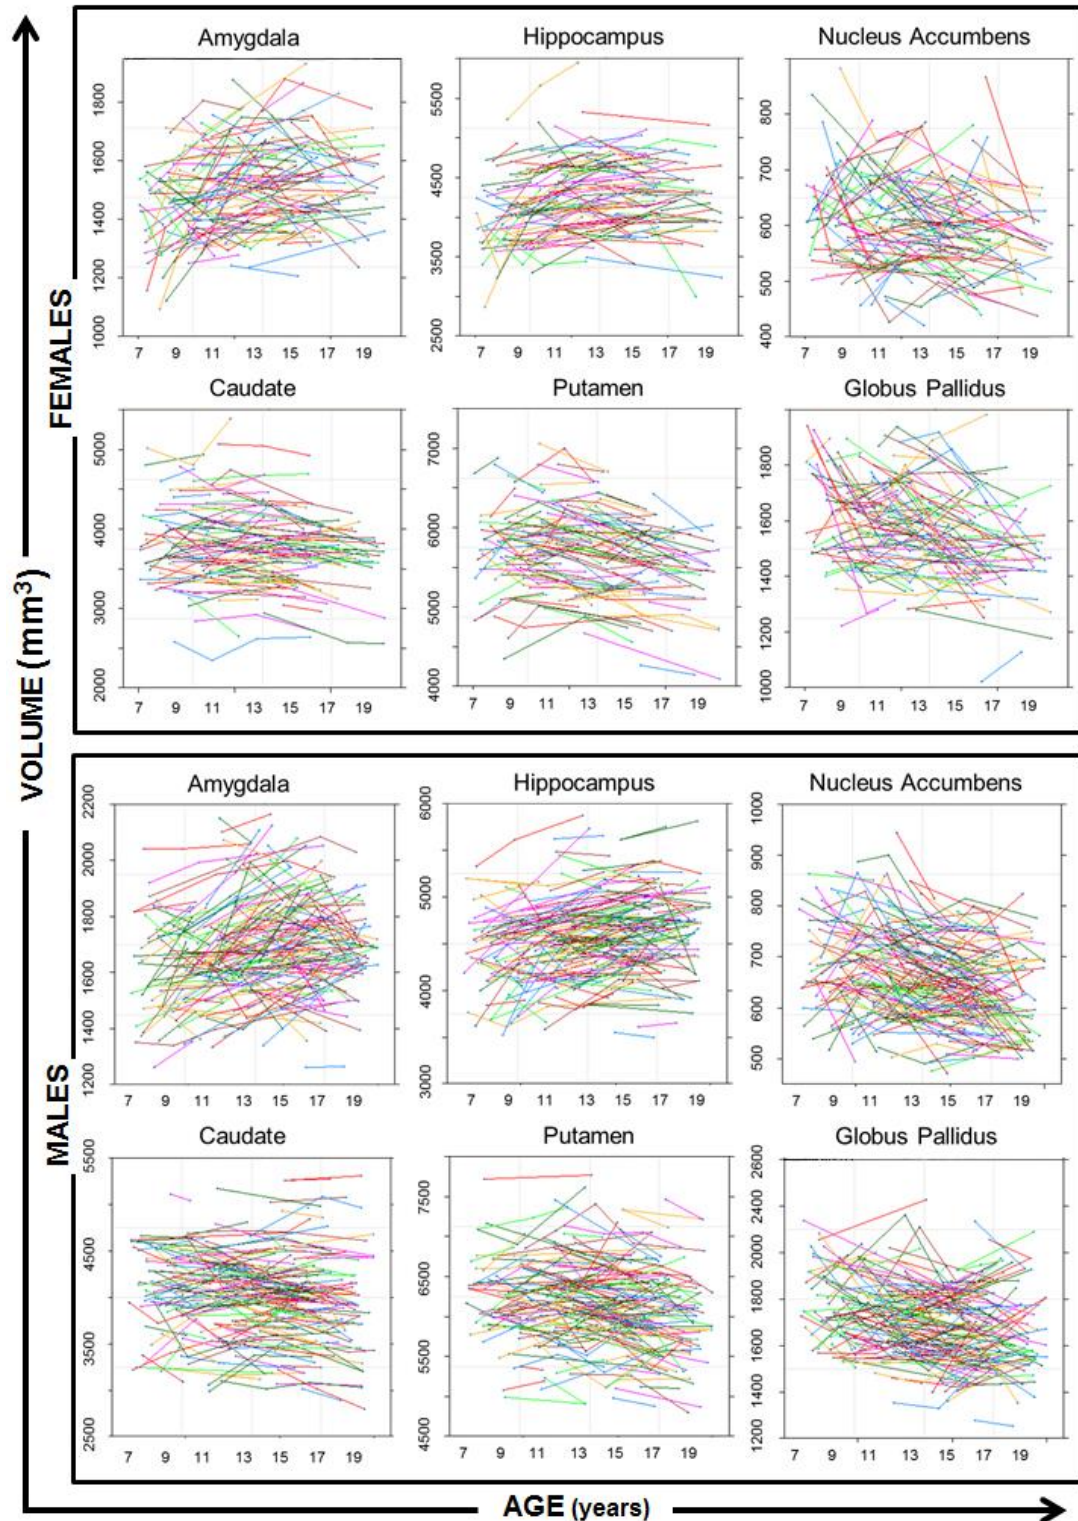 VOLUME (mm³)
FEMALES
Amygdala
1000 1200 1400 1600 1800
7 9 11 13 15 17 19
Hippocampus
2500 3500 4500 5500
7 9 11 13 15 17 19
Nucleus Accumbens
400 500 600 700 800
7 9 11 13 15 17 19
Caudate
2000 3000 4000 5000
7 9 11 13 15 17 19
Putamen
4000 5000 6000 7000
7 9 11 13 15 17 19
Globus Pallidus
1000 1200 1400 1600 1800
7 9 11 13 15 17 19
MALES
Amygdala
1200 1400 1600 1800 2000 2200
7 9 11 13 15 17 19
Hippocampus
3000 4000 5000 6000
7 9 11 13 15 17 19
Nucleus Accumbens
500 600 700 800 900 1000
7 9 11 13 15 17 19
Caudate
2500 3500 4500 5500
7 9 11 13 15 17 19
Putamen
4500 5500 6500 7500
7 9 11 13 15 17 19
Globus Pallidus
1200 1400 1600 1800 2000 2200 2400 2600
7 9 11 13 15 17 19
AGE (years)